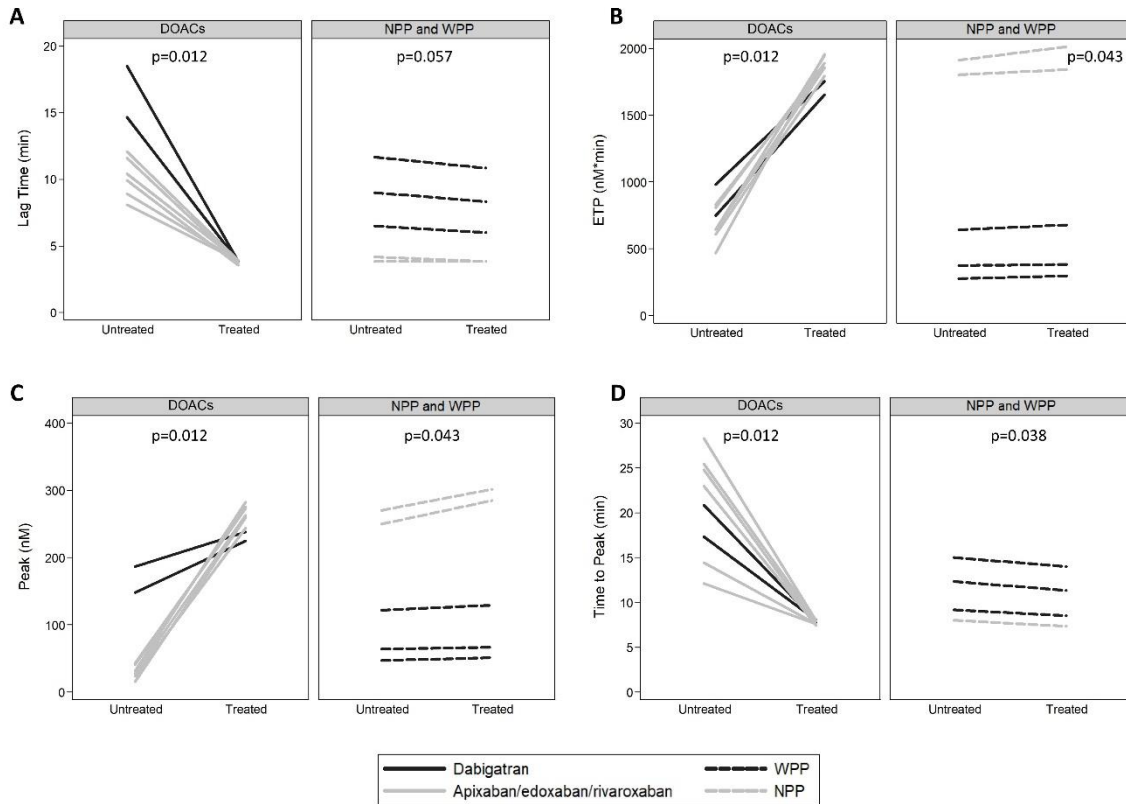 A
DOACs
NPP and WPP
p=0.012
p=0.057
20
15
10
5
0
Lag Time (min)
Untreated
Treated
Untreated
Treated
B
DOACs
NPP and WPP
p=0.012
p=0.043
2000
1500
1000
500
0
ETP (nM*min)
Untreated
Treated
Untreated
Treated
C
DOACs
NPP and WPP
p=0.012
p=0.043
400
300
200
100
0
Peak (nM)
Untreated
Treated
Untreated
Treated
D
DOACs
NPP and WPP
p=0.012
p=0.038
30
25
20
15
10
5
0
Time to Peak (min)
Untreated
Treated
Untreated
Treated
Dabigatran
WPP
Apixaban/edoxaban/rivaroxaban
NPP